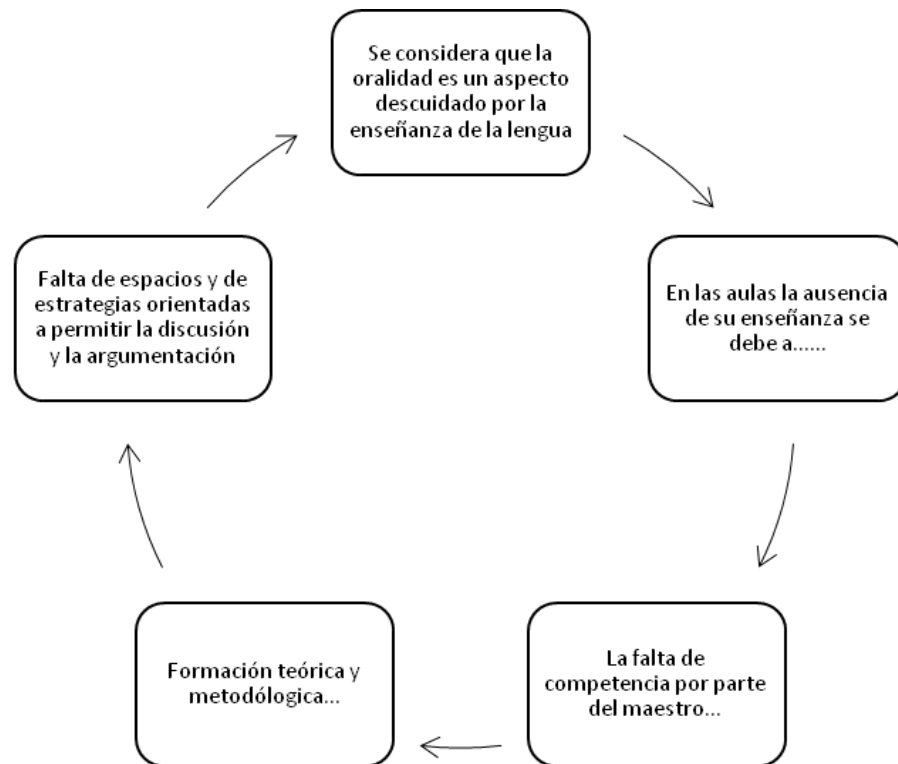 Se considera que la
oralidad es un aspecto
descuidado por la
enseñanza de la lengua
En las aulas la ausencia
de su enseñanza se
debe a......
La falta de
competencia por parte
del maestro...
Formación teórica y
metodólogica...
Falta de espacios y de
estrategias orientadas
a permitir la discusión
y la argumentación